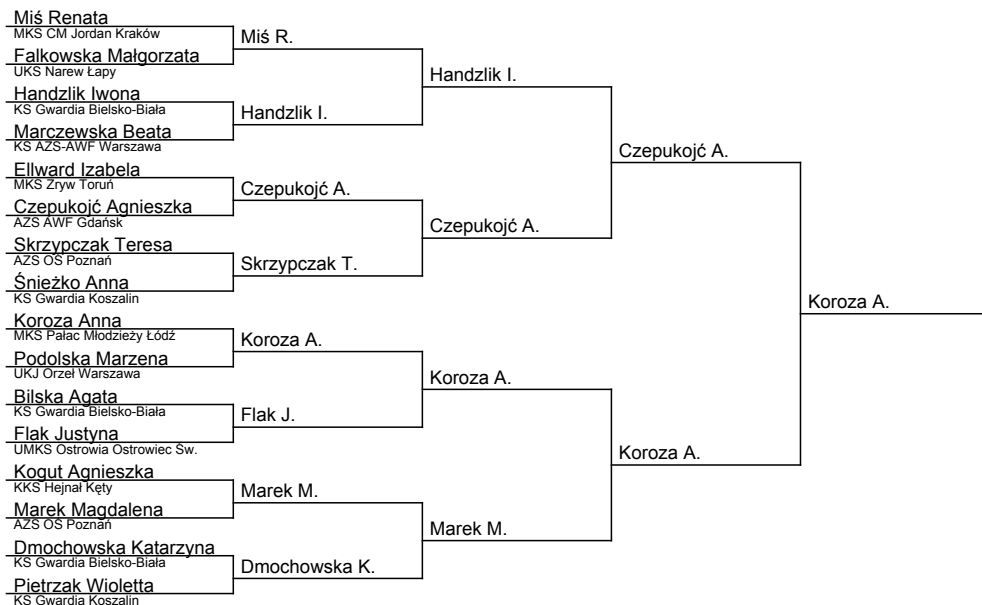 Miś Renata
MKS CM Jordan Kraków
Falkowska Małgorzata
UKS Narew Łapy
Handzlik Iwona
KS Gwardia Bielsko-Biała
Marczewska Beata
KS AZS-AWF Warszawa
Ellward Izabela
MKS Zryw Toruń
Czepukojć Agnieszka
AZS AWF Gdańsk
Skrzypczak Teresa
AZS OŚ Poznań
Śnieżko Anna
KS Gwardia Koszalin
Koroza Anna
MKS Pałac Młodzieży Łódź
Podolska Marzena
UKJ Orzeł Warszawa
Bilska Agata
KS Gwardia Bielsko-Biała
Flak Justyna
UMKS Ostrowia Ostrowiec Św.
Kogut Agnieszka
KKS Hejnał Kęty
Marek Magdalena
AZS OŚ Poznań
Dmochowska Katarzyna
KS Gwardia Bielsko-Biała
Pietrzak Wioletta
KS Gwardia Koszalin
Miś R.
Handzlik I.
Czepukojć A.
Skrzypczak T.
Koroza A.
Flak J.
Marek M.
Dmochowska K.
Handzlik I.
Czepukojć A.
Koroza A.
Marek M.
Czepukojć A.
Koroza A.
Koroza A.